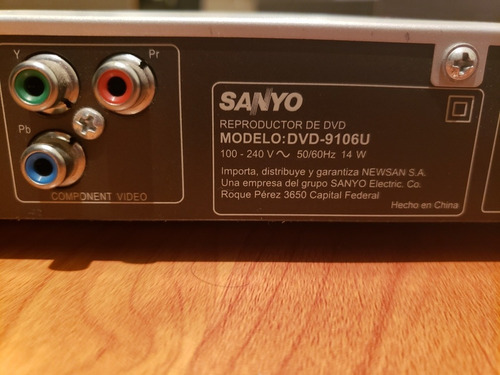 Y
Pr
Pb
COMPONENT VIDEO
SANYO
REPRODUCTOR DE DVD
MODELO:DVD-9106U
100 - 240 V ~ 50/60Hz 14 W
Importa, distribuye y garantiza NEWSAN S.A.
Una empresa del grupo SANYO Electric. Co.
Roque Pérez 3650 Capital Federal
Hecho en China